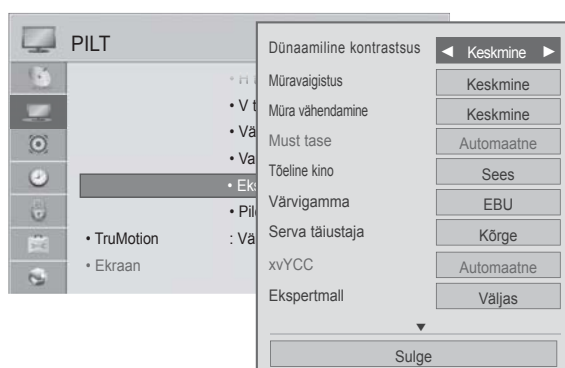 PILT
• H
• V t
• Vä
• Va
• Eks
• Pil
• TruMotion : Vä
• Ekraan
Dünaamiline kontrastsus ◄ Keskmine ►
Müravaigistus Keskmine
Müra vähendamine Keskmine
Must tase Automaatne
Tõeline kino Sees
Värvigamma EBU
Serva täiustaja Kõrge
xvYCC Automaatne
Ekspertmall Väljas
▼
Sulge